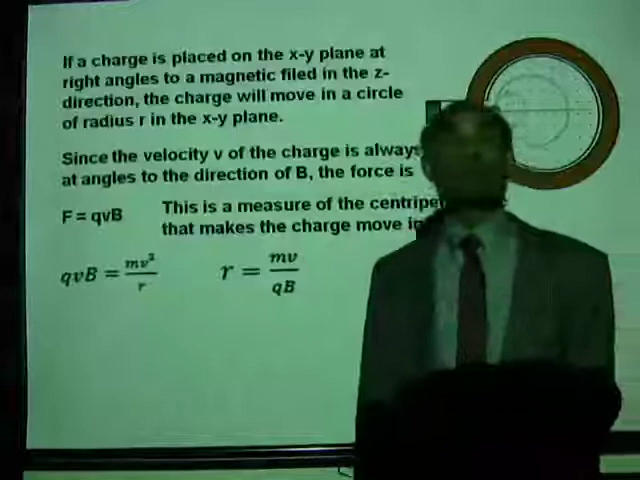 If a charge is placed on the x-y plane at
right angles to a magnetic filed in the z-
direction, the charge will move in a circle
of radius r in the x-y plane.
Since the velocity v of the charge is always
at angles to the direction of B, the force is
F = qvB This is a measure of the
that makes the charge move
qvB = mv²/r r = mv/qB